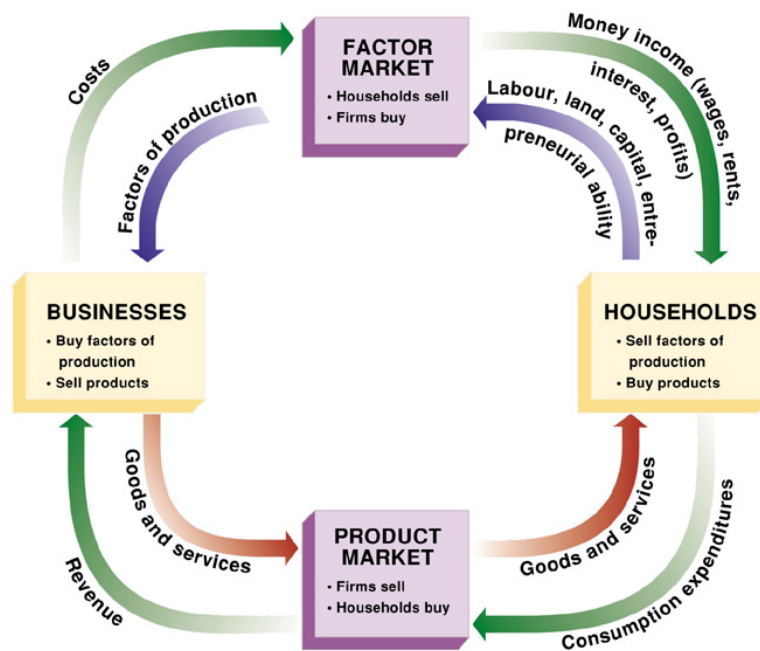 FACTOR
MARKET
• Households sell
• Firms buy
Costs
Factors of production
Money income (wages, rents,
interest, profits)
Labour, land, capital, entre-
preneurial ability
BUSINESSES
• Buy factors of
production
• Sell products
HOUSEHOLDS
• Sell factors of
production
• Buy products
Goods and services
Revenue
PRODUCT
MARKET
• Firms sell
• Households buy
Goods and services
Consumption expenditures